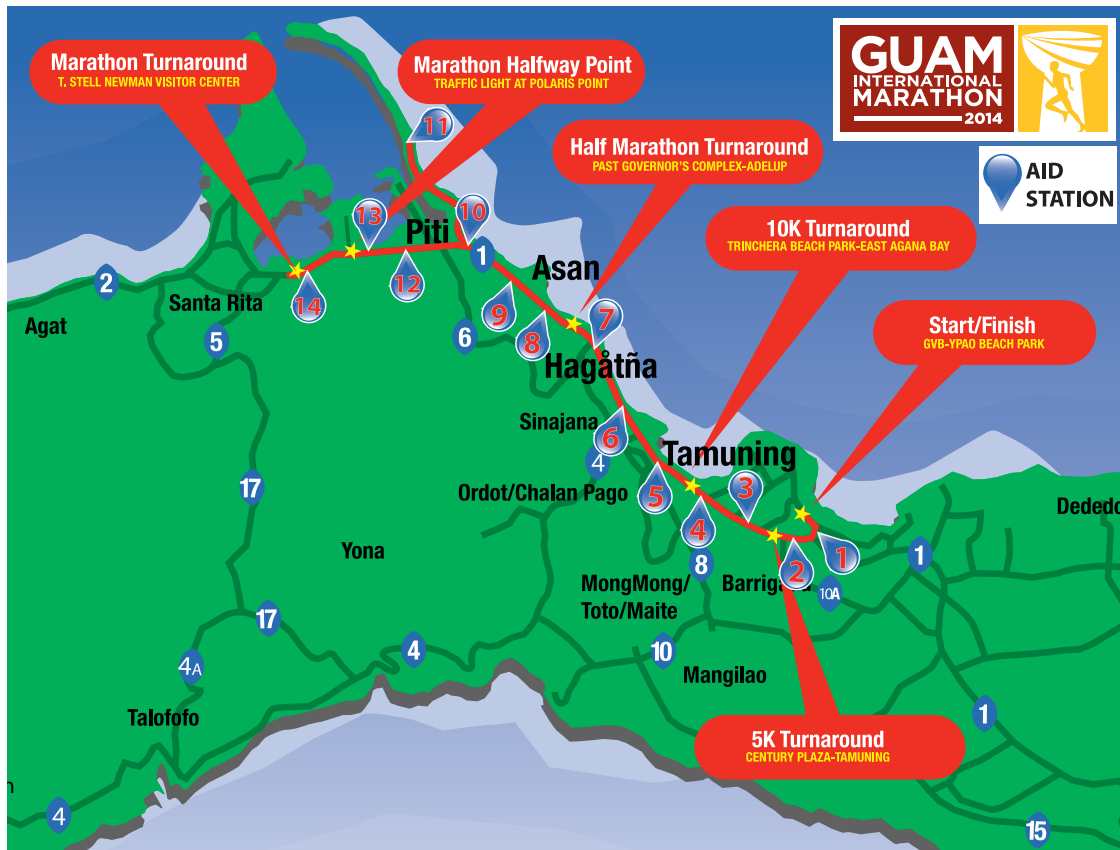 Marathon Turnaround
T. STELL NEWMAN VISITOR CENTER
Marathon Halfway Point
TRAFFIC LIGHT AT POLARIS POINT
GUAM
INTERNATIONAL
MARATHON
2014
AID
STATION
Half Marathon Turnaround
PAST GOVERNOR'S COMPLEX-ADELUP
10K Turnaround
TRINCHERA BEACH PARK-EAST AGANA BAY
Start/Finish
GVB-YPAO BEACH PARK
11
13
10
Piti
1
Asan
12
14
2
Santa Rita
9
8
7
Agat
5
6
Hagåtña
Sinajana
6
4
Tamuning
Ordot/Chalan Pago
5
3
4
17
Dededo
Yona
2
1
1
8
MongMong/
Toto/Maite
10A
17
4
10
4A
Mangilao
Talofofo
1
5K Turnaround
CENTURY PLAZA-TAMUNING
4
15